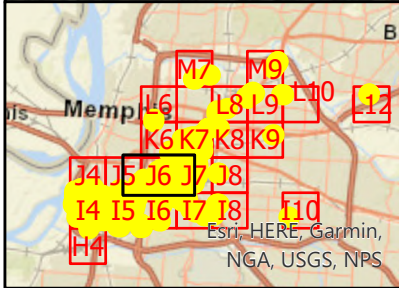 B
M7 M9
L6 L8 L9 L10 L12
Memphis
K6 K7 K8 K9
J4 J5 J6 J7 J8
I4 I5 I6 I7 I8 I10
H4
Esri, HERE, Garmin,
NGA, USGS, NPS